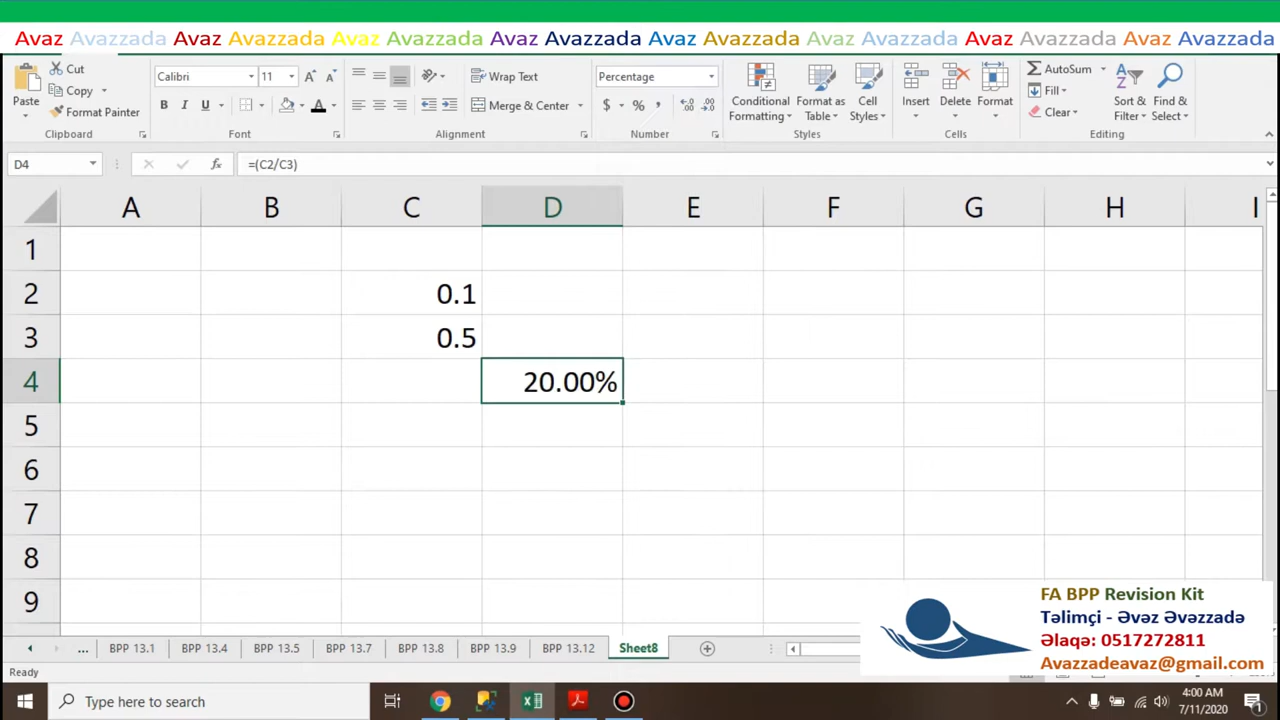 Avaz Avazzada Avaz Avazzada Avaz Avazzada Avaz Avazzada Avaz Avazzada Avaz Avazzada Avaz Avazzada Avaz Avazzada
Cut
Copy
Format Painter
Paste
Clipboard
Calibri 11
B I U
Font
Wrap Text
Merge & Center
Alignment
Percentage
$ % ,
Number
Conditional Formatting
Format as Table
Cell Styles
Styles
Insert Delete Format
Cells
AutoSum
Fill
Clear
Sort & Filter
Find & Select
Editing
D4 fx =(C2/C3)
A B C D E F G H I
1
2 0.1
3 0.5
4 20.00%
5
6
7
8
9
FA BPP Revision Kit
Təlimçi - Əvəz Əvəzzadə
Əlaqə: 0517272811
Avazzadeavaz@gmail.com
... BPP 13.1 BPP 13.4 BPP 13.5 BPP 13.7 BPP 13.8 BPP 13.9 BPP 13.12 Sheet8
Ready
Type here to search
4:00 AM
7/11/2020
1